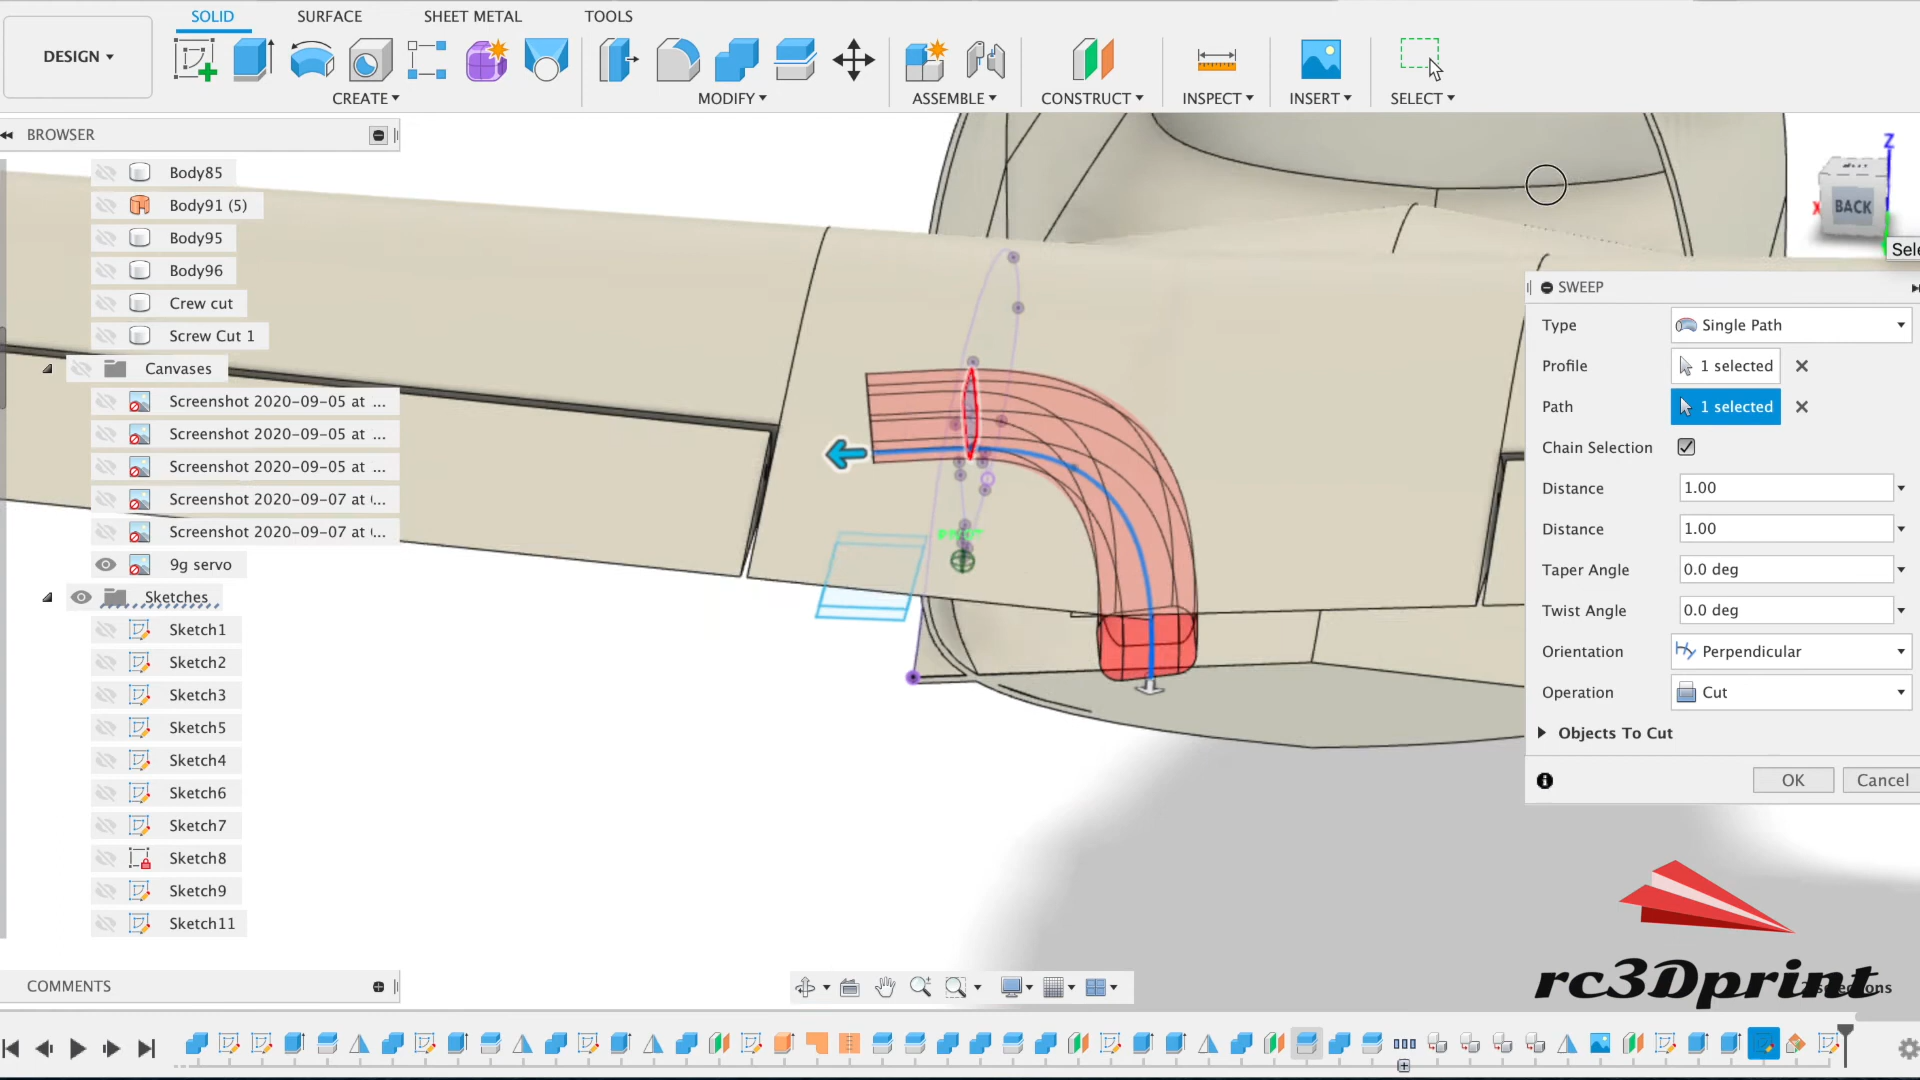 SOLID SURFACE SHEET METAL TOOLS
DESIGN
CREATE MODIFY ASSEMBLE CONSTRUCT INSPECT INSERT SELECT
BROWSER
Body85
Body91 (5)
Body95
Body96
Crew cut
Screw Cut 1
Canvases
Screenshot 2020-09-05 at ...
Screenshot 2020-09-05 at ...
Screenshot 2020-09-05 at ...
Screenshot 2020-09-07 at (...
Screenshot 2020-09-07 at (...
9g servo
Sketches
Sketch1
Sketch2
Sketch3
Sketch5
Sketch4
Sketch6
Sketch7
Sketch8
Sketch9
Sketch11
COMMENTS
Z
X
BACK
Sele
SWEEP
Type Single Path
Profile 1 selected
Path 1 selected
Chain Selection
Distance 1.00
Distance 1.00
Taper Angle 0.0 deg
Twist Angle 0.0 deg
Orientation Perpendicular
Operation Cut
Objects To Cut
OK Cancel
rc3Dprint